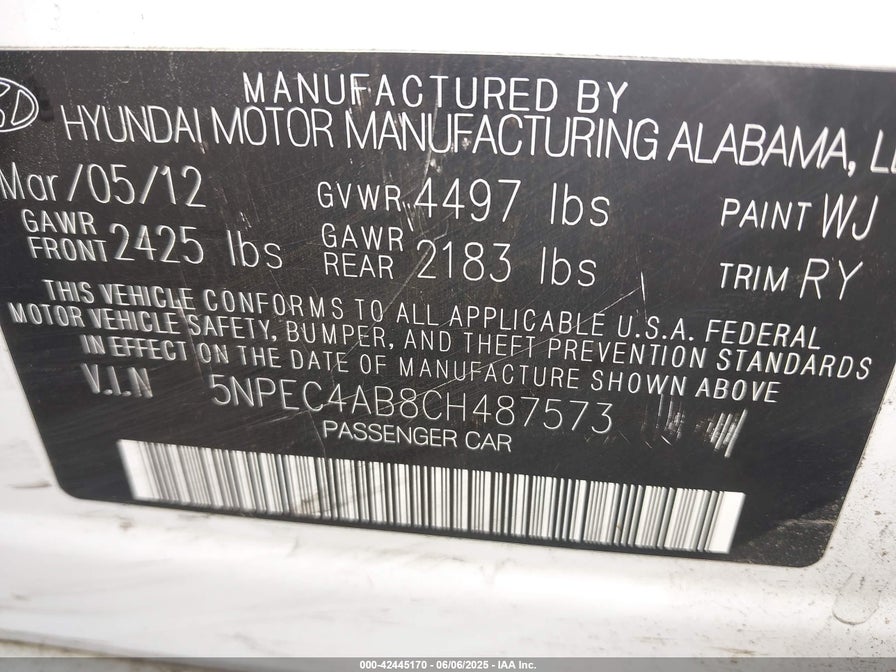 MANUFACTURED BY
HYUNDAI MOTOR MANUFACTURING ALABAMA,
Mar/05/12 GVWR 4497 lbs PAINT WJ
GAWR FRONT 2425 lbs GAWR REAR 2183 lbs TRIM RY
THIS VEHICLE CONFORMS TO ALL APPLICABLE U.S.A. FEDERAL
MOTOR VEHICLE SAFETY, BUMPER, AND THEFT PREVENTION STANDARDS
IN EFFECT ON THE DATE OF MANUFACTURE SHOWN ABOVE
V.I.N 5NPEC4AB8CH487573
PASSENGER CAR
000-42445170 - 06/06/2025 - IAA Inc.